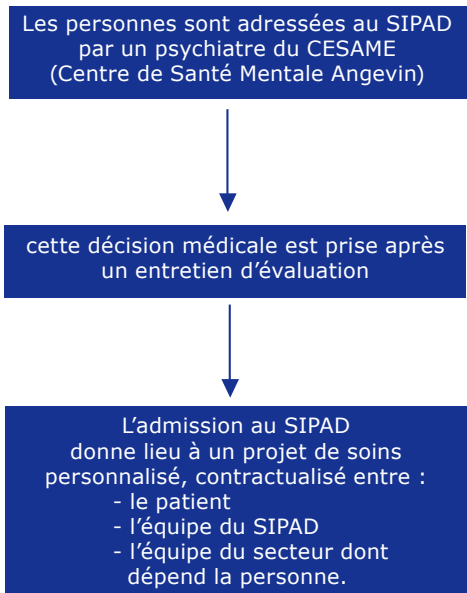 Les personnes sont adressées au SIPAD
par un psychiatre du CESAME
(Centre de Santé Mentale Angevin)
cette décision médicale est prise après
un entretien d’évaluation
L’admission au SIPAD
donne lieu à un projet de soins
personnalisé, contractualisé entre :
- le patient
- l’équipe du SIPAD
- l’équipe du secteur dont
dépend la personne.